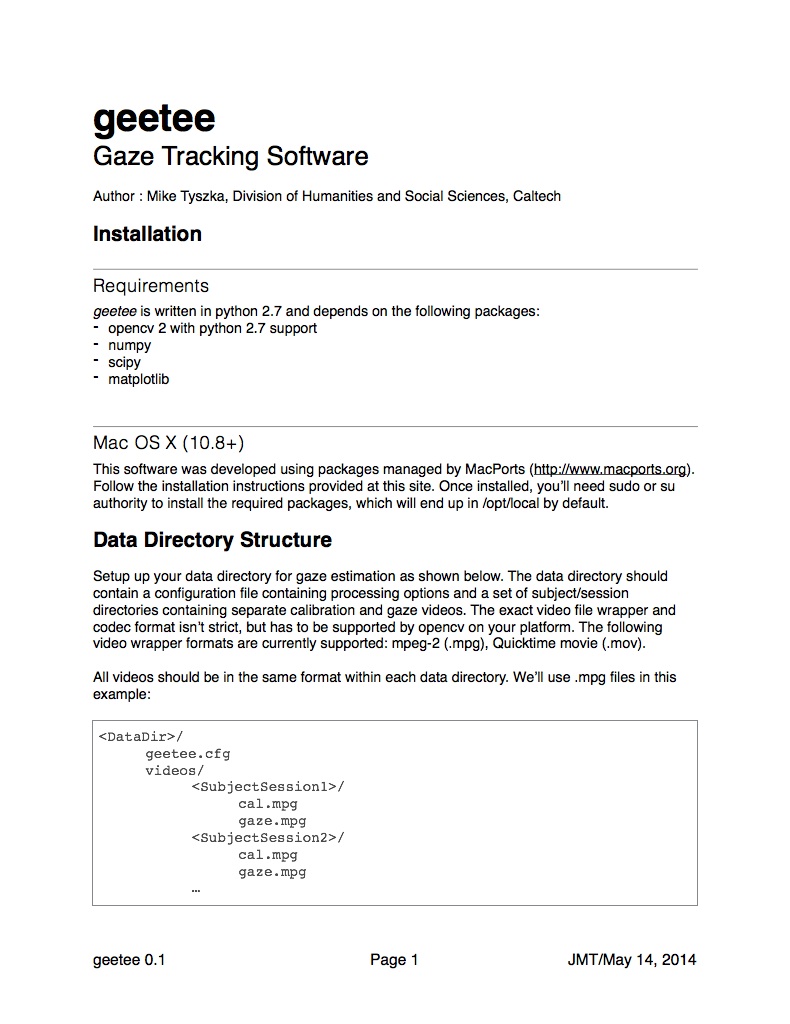 geetee
Gaze Tracking Software
Author : Mike Tyszka, Division of Humanities and Social Sciences, Caltech
Installation
Requirements
geetee is written in python 2.7 and depends on the following packages:
- opencv 2 with python 2.7 support
- numpy
- scipy
- matplotlib
Mac OS X (10.8+)
This software was developed using packages managed by MacPorts (http://www.macports.org).
Follow the installation instructions provided at this site. Once installed, you’ll need sudo or su
authority to install the required packages, which will end up in /opt/local by default.
Data Directory Structure
Setup up your data directory for gaze estimation as shown below. The data directory should
contain a configuration file containing processing options and a set of subject/session
directories containing separate calibration and gaze videos. The exact video file wrapper and
codec format isn’t strict, but has to be supported by opencv on your platform. The following
video wrapper formats are currently supported: mpeg-2 (.mpg), Quicktime movie (.mov).
All videos should be in the same format within each data directory. We’ll use .mpg files in this
example:
<DataDir>/
geetee.cfg
videos/
<SubjectSession1>/
cal.mpg
gaze.mpg
<SubjectSession2>/
cal.mpg
gaze.mpg
…
geetee 0.1 Page 1 JMT/May 14, 2014